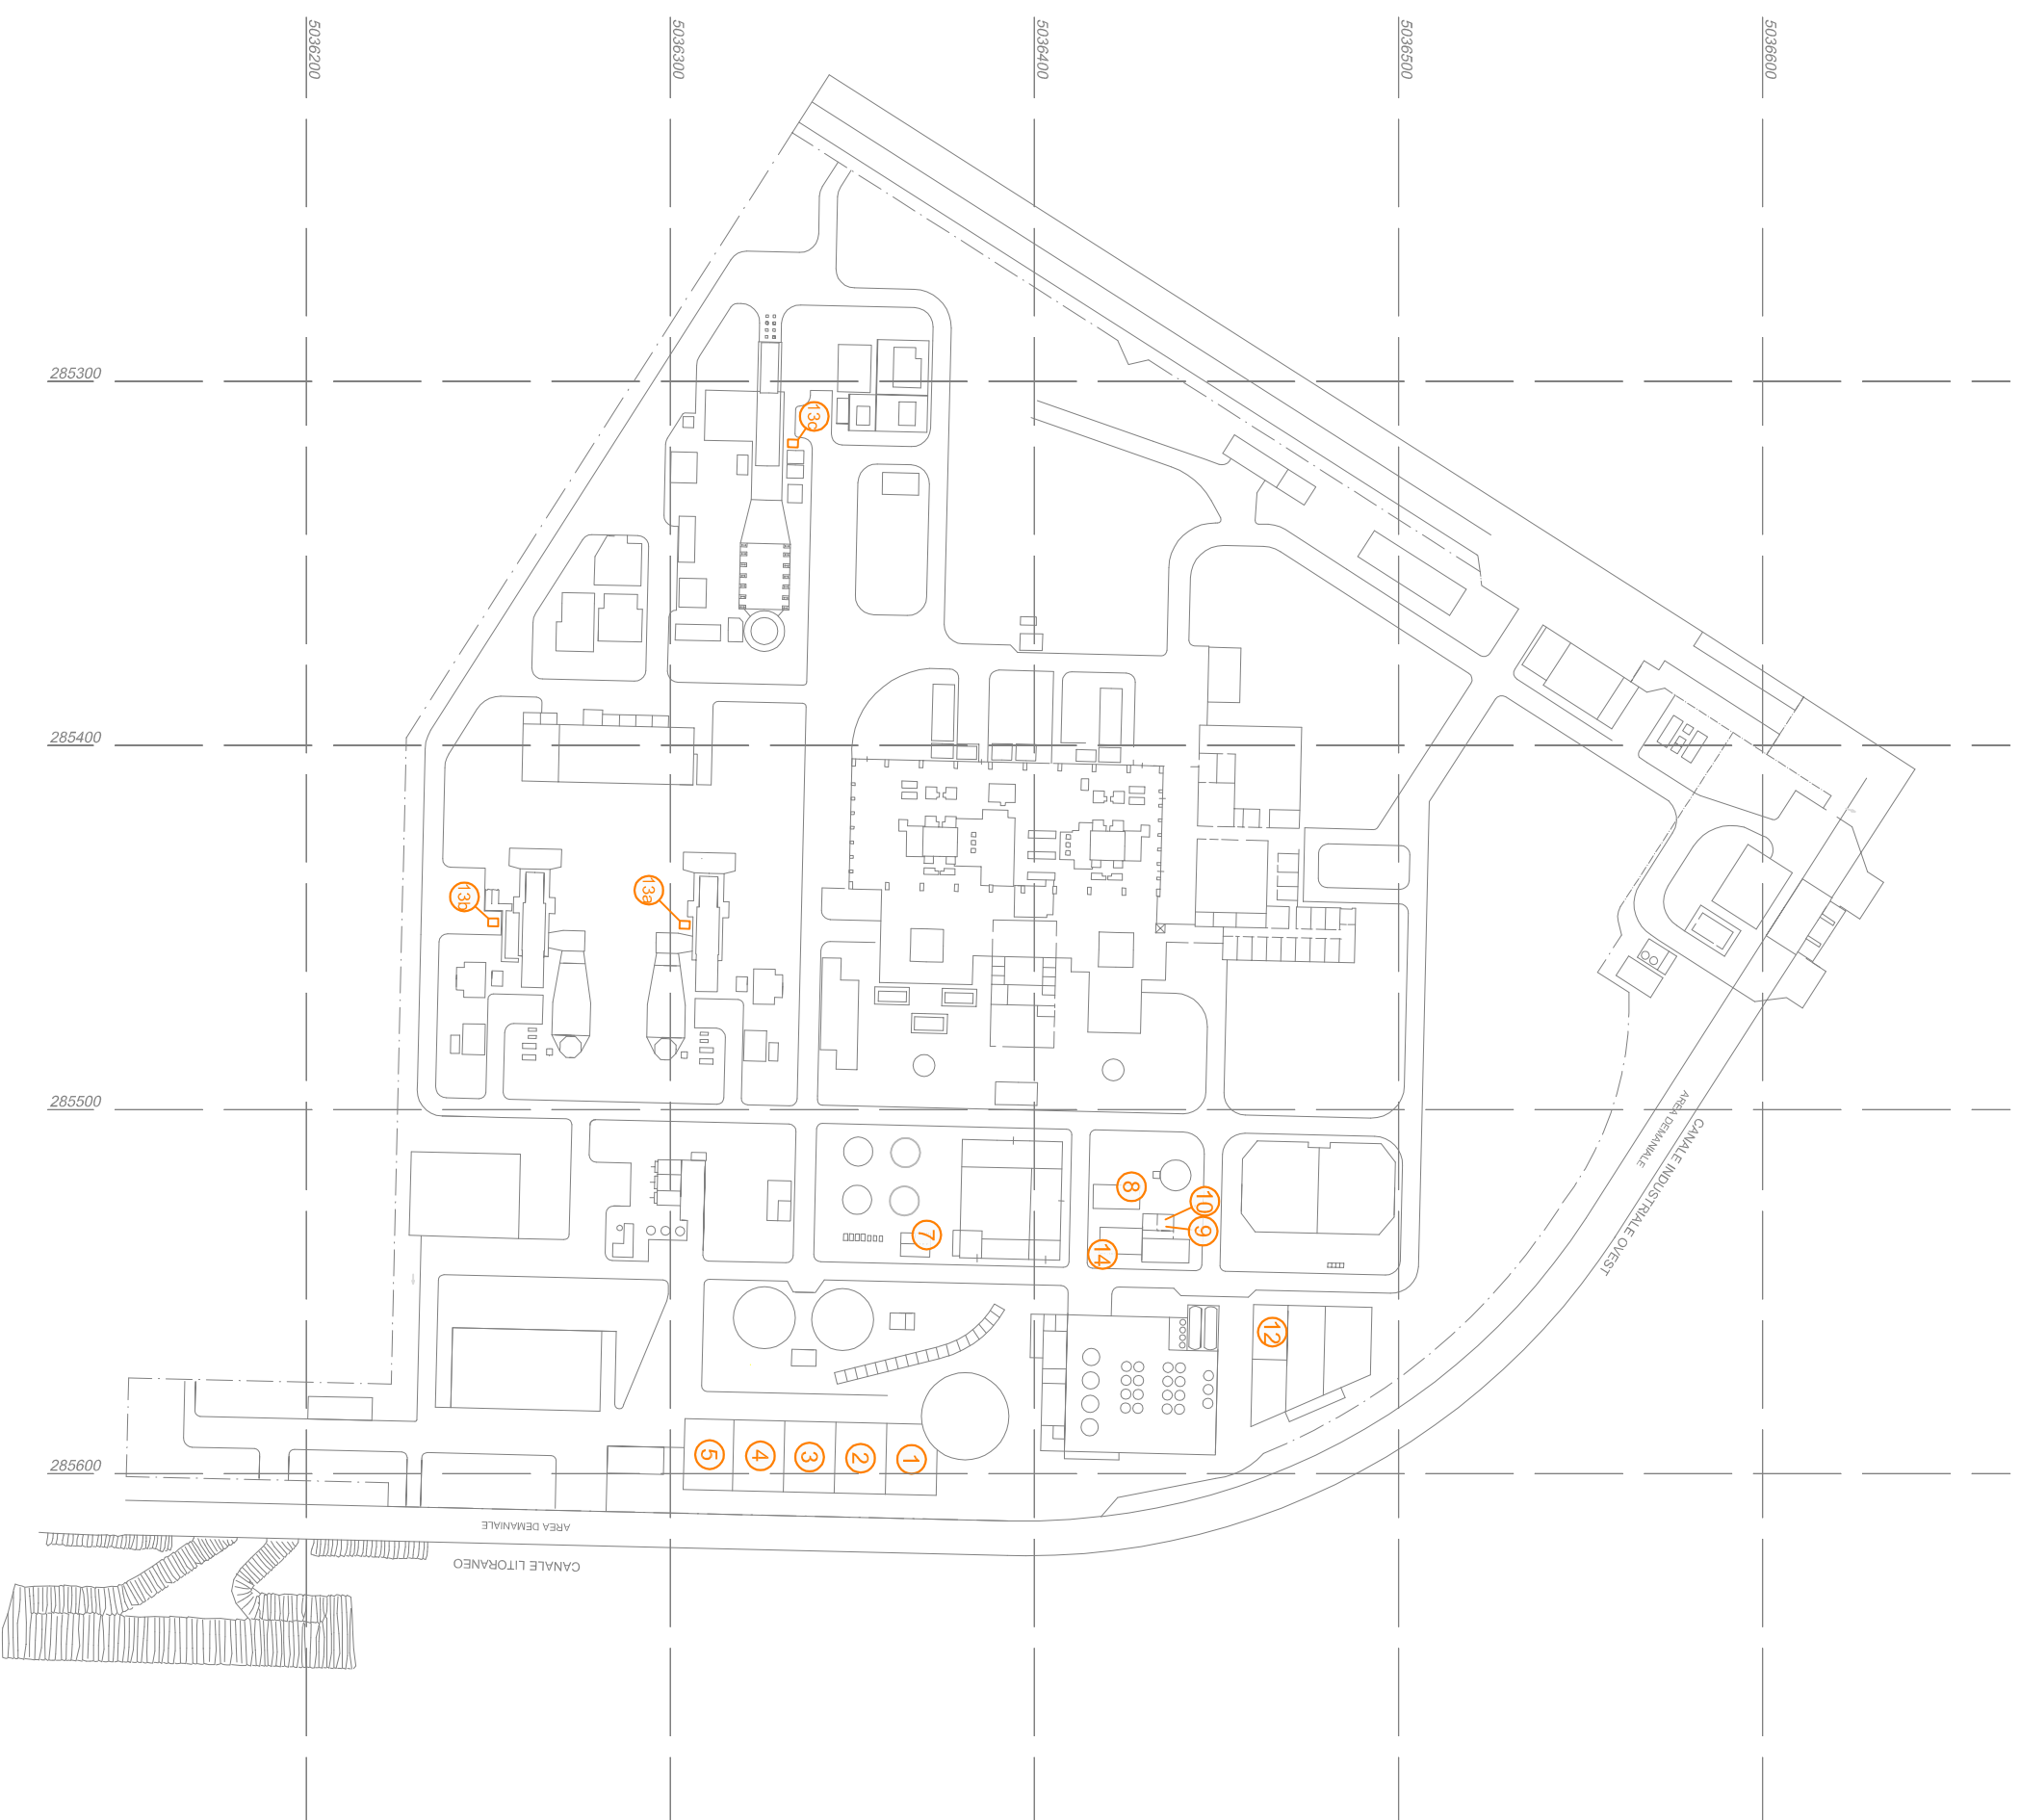 5036200
5036300
5036400
5036500
5036600
285300
13c
285400
13b
13a
285500
AREA DEMANIALE
CANALE INDUSTRIALE OVEST
8
10
9
7
14
12
5
4
3
2
1
285600
AREA DEMANIALE
CANALE LITORANEO